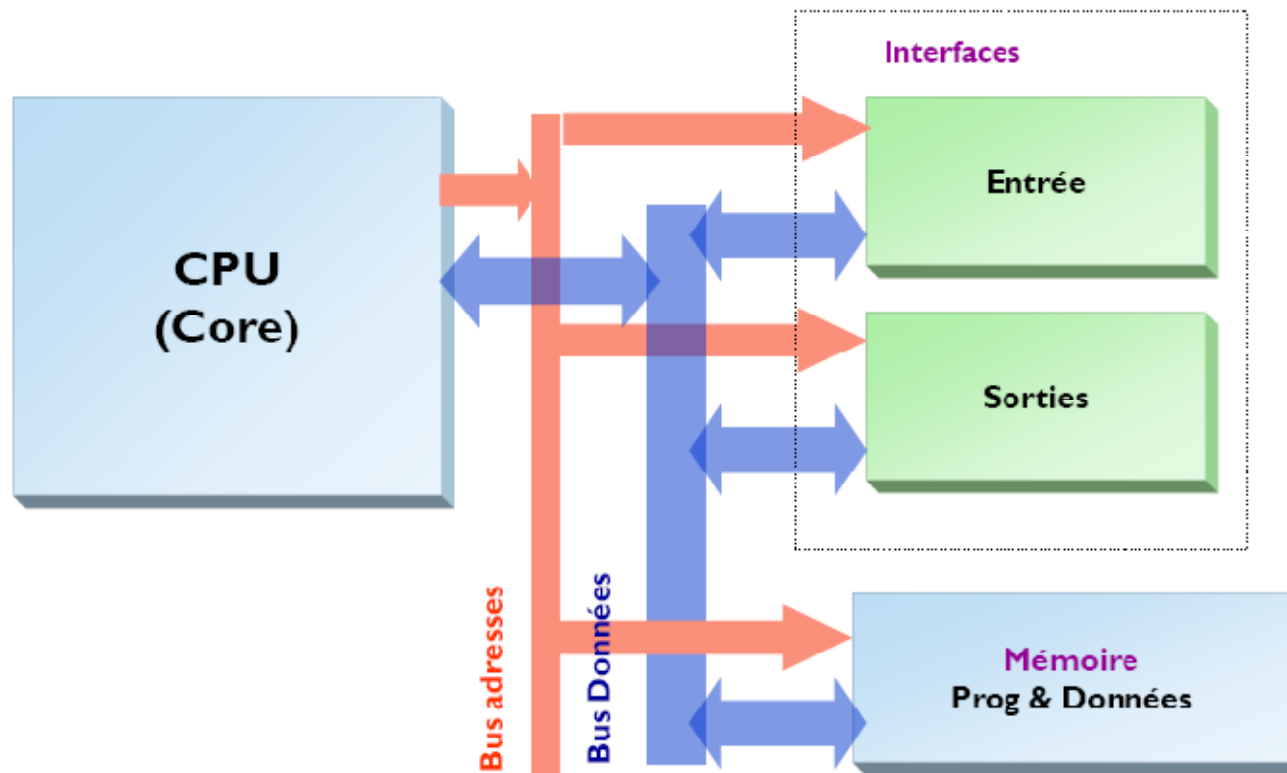 Interfaces
CPU
(Core)
Entrée
Sorties
Bus adresses
Bus Données
Mémoire
Prog & Données